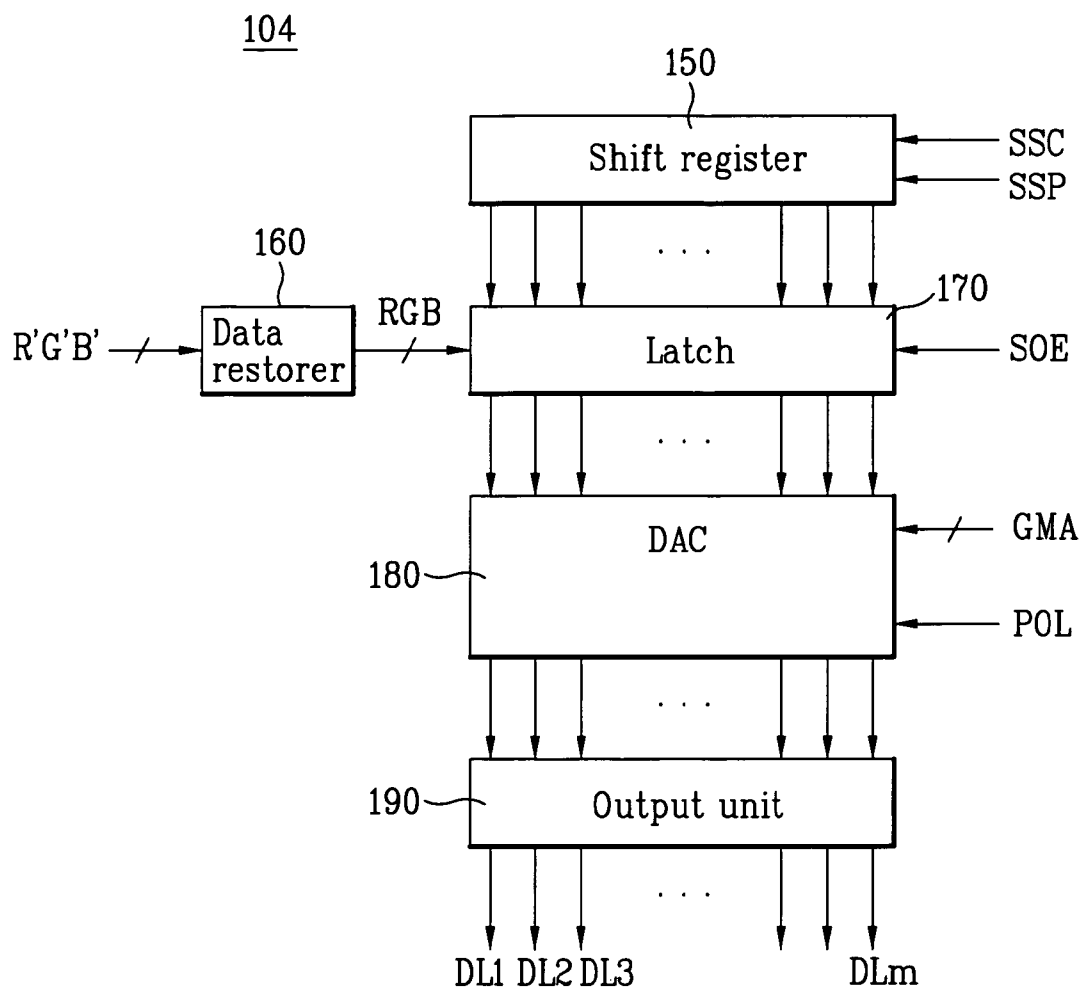 104
150
Shift register
SSC
SSP
160
170
R'G'B'
Data
restorer
RGB
Latch
SOE
. . .
. . .
DAC
GMA
180
POL
. . .
190
Output unit
. . .
DL1 DL2 DL3 DLm